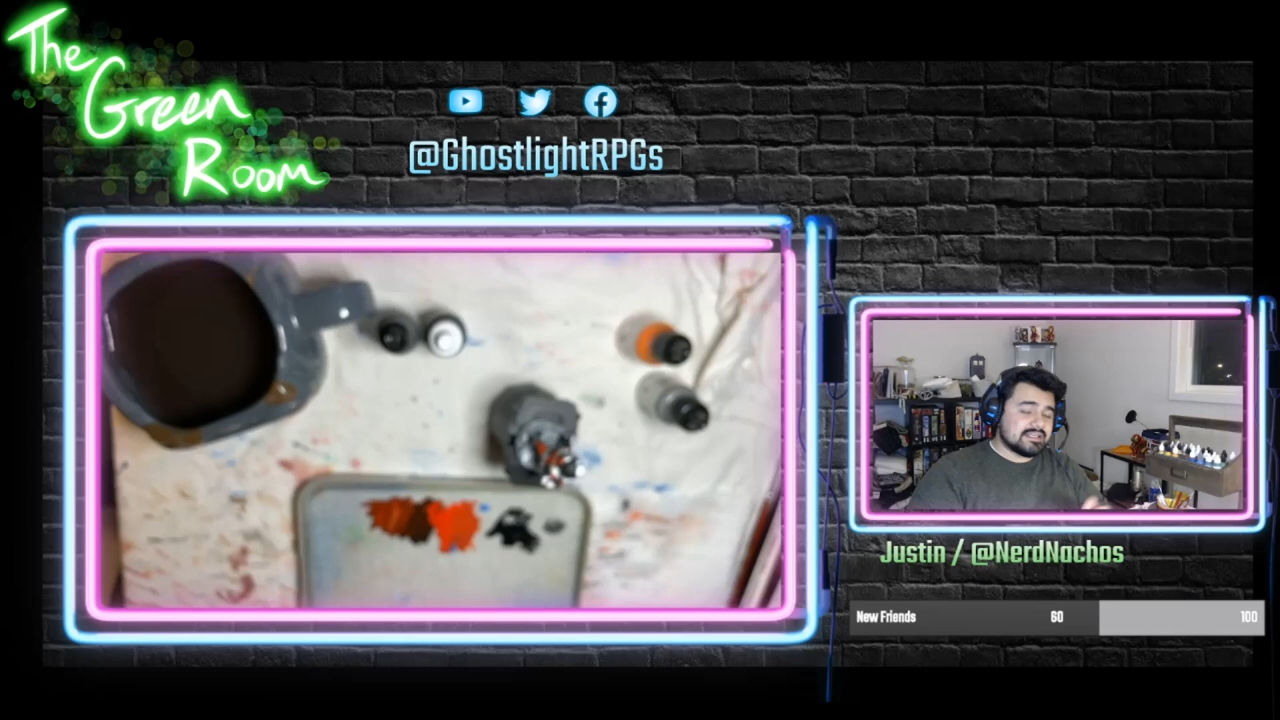 The
Green
Room
@GhostlightRPGs
Justin / @NerdNachos
New Friends 60 100